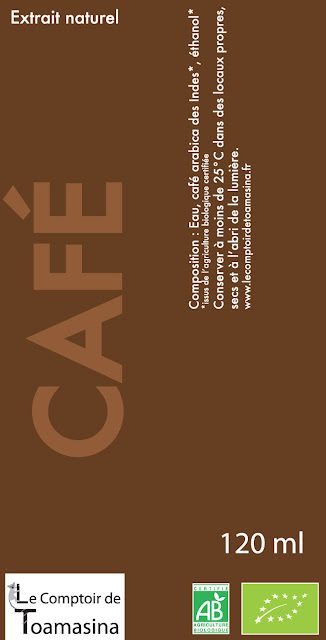 Extrait naturel
CAFÉ
Composition : Eau, café arabica des Indes*, éthanol*
*issus de l'agriculture biologique certifiée
Conserver à moins de 25°C dans des locaux propres,
secs et à l'abri de la lumière.
www.lecomptoirdetoamasina.fr
120 ml
Le Comptoir de
Toamasina
CERTIFIÉ
AB
AGRICULTURE
BIOLOGIQUE